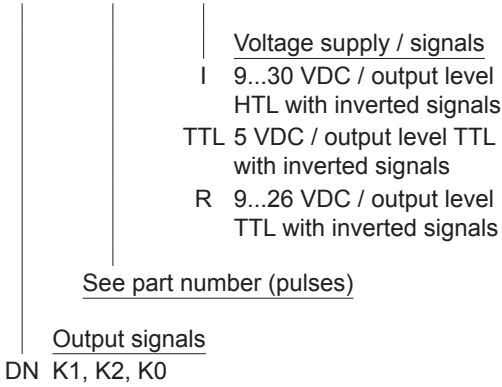 Voltage supply / signals
I 9...30 VDC / output level
HTL with inverted signals
TTL 5 VDC / output level TTL
with inverted signals
R 9...26 VDC / output level
TTL with inverted signals
See part number (pulses)
Output signals
DN K1, K2, K0